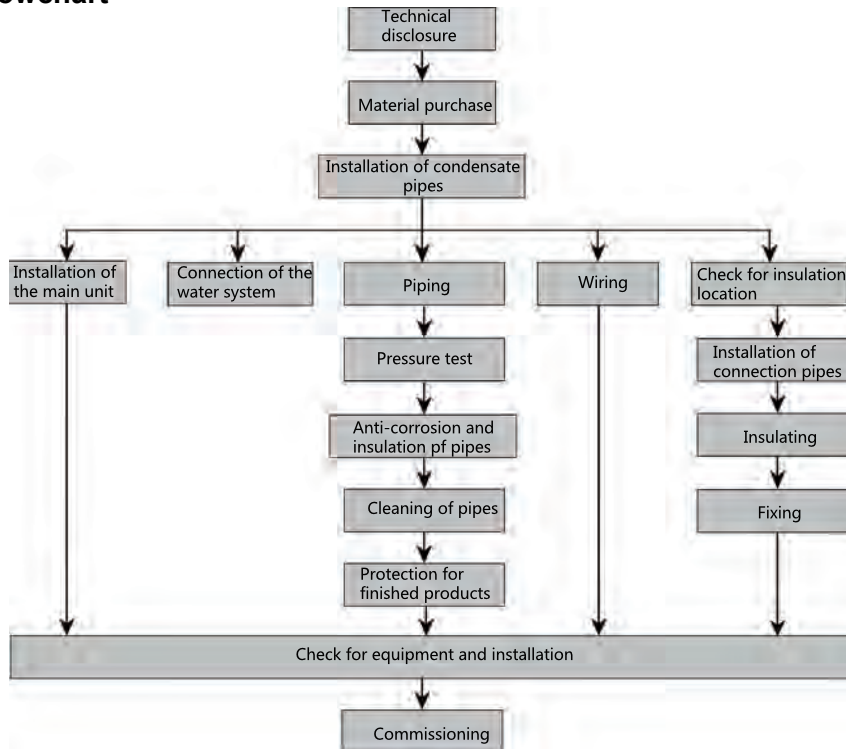 Technical
disclosure
Material purchase
Installation of condensate
pipes
Installation of
the main unit
Connection of the
water system
Piping
Wiring
Check for insulation
location
Pressure test
Installation of
connection pipes
Anti-corrosion and
insulation pf pipes
Insulating
Cleaning of pipes
Fixing
Protection for
finished products
Check for equipment and installation
Commissioning